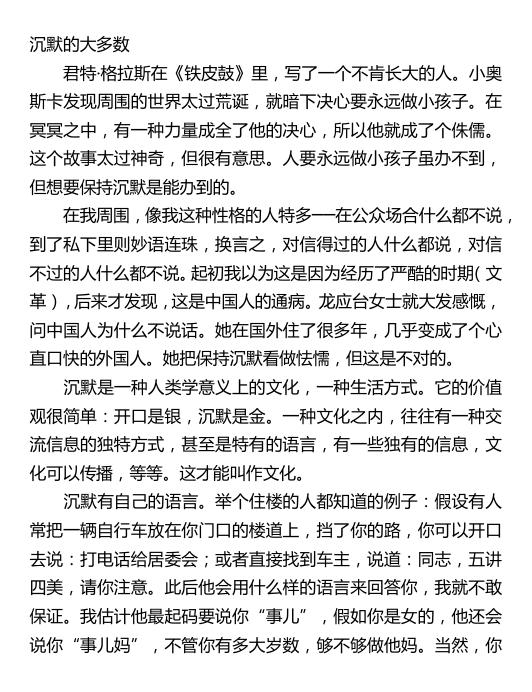 沉默的大多数
君特·格拉斯在《铁皮鼓》里，写了一个不肯长大的人。小奥
斯卡发现周围的世界太过荒诞，就暗下决心要永远做小孩子。在
冥冥之中，有一种力量成全了他的决心，所以他就成了个侏儒。
这个故事太过神奇，但很有意思。人要永远做小孩子虽办不到，
但想要保持沉默是能办到的。
在我周围，像我这种性格的人特多──在公众场合什么都不说，
到了私下里则妙语连珠，换言之，对信得过的人什么都说，对信
不过的人什么都不说。起初我以为这是因为经历了严酷的时期（文
革），后来才发现，这是中国人的通病。龙应台女士就大发感慨，
问中国人为什么不说话。她在国外住了很多年，几乎变成了个心
直口快的外国人。她把保持沉默看做怯懦，但这是不对的。
沉默是一种人类学意义上的文化，一种生活方式。它的价值
观很简单：开口是银，沉默是金。一种文化之内，往往有一种交
流信息的独特方式，甚至是特有的语言，有一些独有的信息，文
化可以传播，等等。这才能叫作文化。
沉默有自己的语言。举个住楼的人都知道的例子：假设有人
常把一辆自行车放在你门口的楼道上，挡了你的路，你可以开口
去说：打电话给居委会；或者直接找到车主，说道：同志，五讲
四美，请你注意。此后他会用什么样的语言来回答你，我就不敢
保证。我估计他最起码要说你“事儿”，假如你是女的，他还会
说你“事儿妈”，不管你有多大岁数，够不够做他妈。当然，你